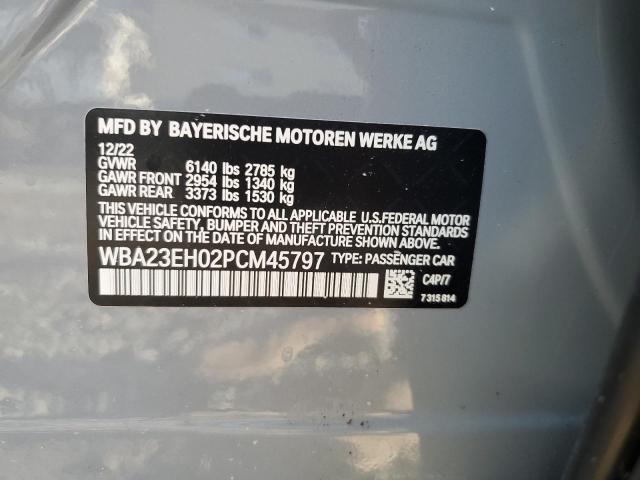 MFD BY BAYERISCHE MOTOREN WERKE AG
12/22
GVWR 6140 lbs 2785 kg
GAWR FRONT 2954 lbs 1340 kg
GAWR REAR 3373 lbs 1530 kg
THIS VEHICLE CONFORMS TO ALL APPLICABLE U.S.FEDERAL MOTOR
VEHICLE SAFETY, BUMPER AND THEFT PREVENTION STANDARDS
IN EFFECT ON THE DATE OF MANUFACTURE SHOWN ABOVE.
WBA23EH02PCM45797 TYPE: PASSENGER CAR
C4P/7
7315814